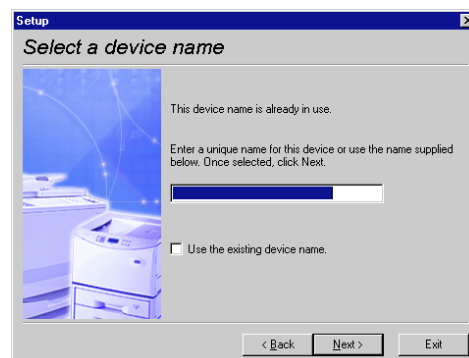 Setup
Select a device name
This device name is already in use.
Enter a unique name for this device or use the name supplied
below. Once selected, click Next.
Use the existing device name.
< Back
Next >
Exit